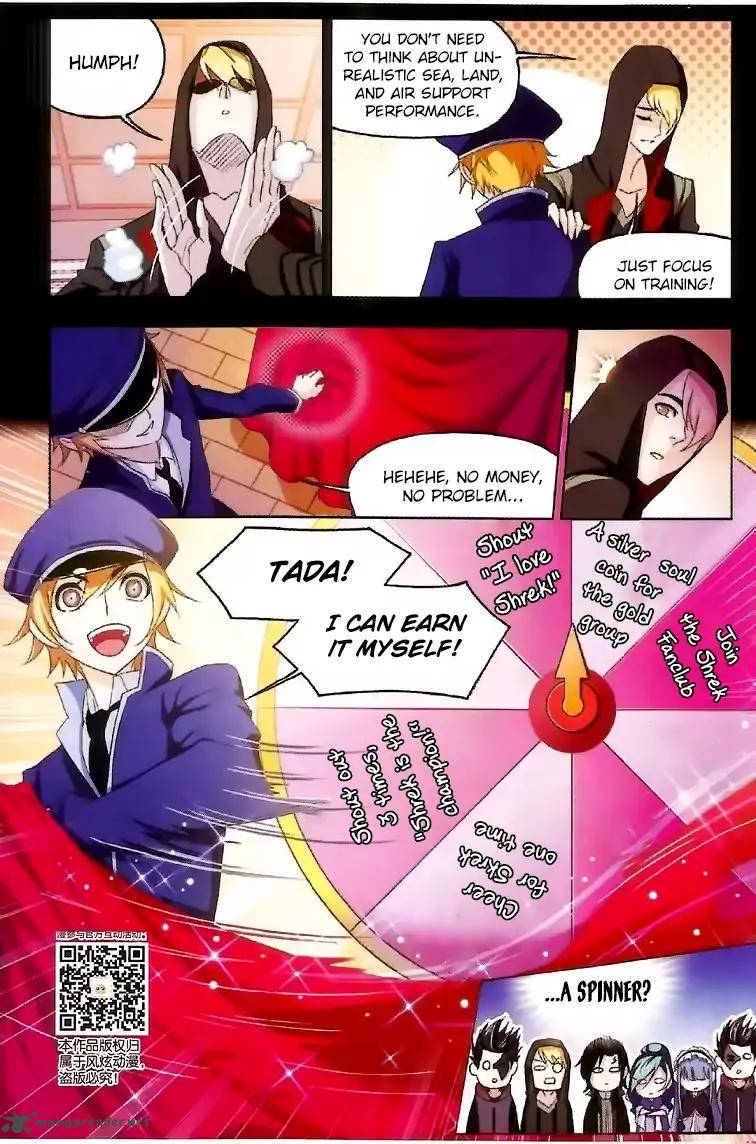 HUMPH!
YOU DON'T NEED
TO THINK ABOUT UN-
REALISTIC SEA, LAND,
AND AIR SUPPORT
PERFORMANCE.
JUST FOCUS
ON TRAINING!
HEHEHE, NO MONEY,
NO PROBLEM...
TADA!
I CAN EARN
IT MYSELF!
Shout
"I love
Shrek!"
A silver soul
coin for
the gold
group
Join
the Shrek
Fanclub
Shout out
3 times,
"Shrek is the
champion!"
Cheer
for Shrek
one time
...A SPINNER?
本作品版权归
属于风炫动漫,
盗版必究!
mangareader.net